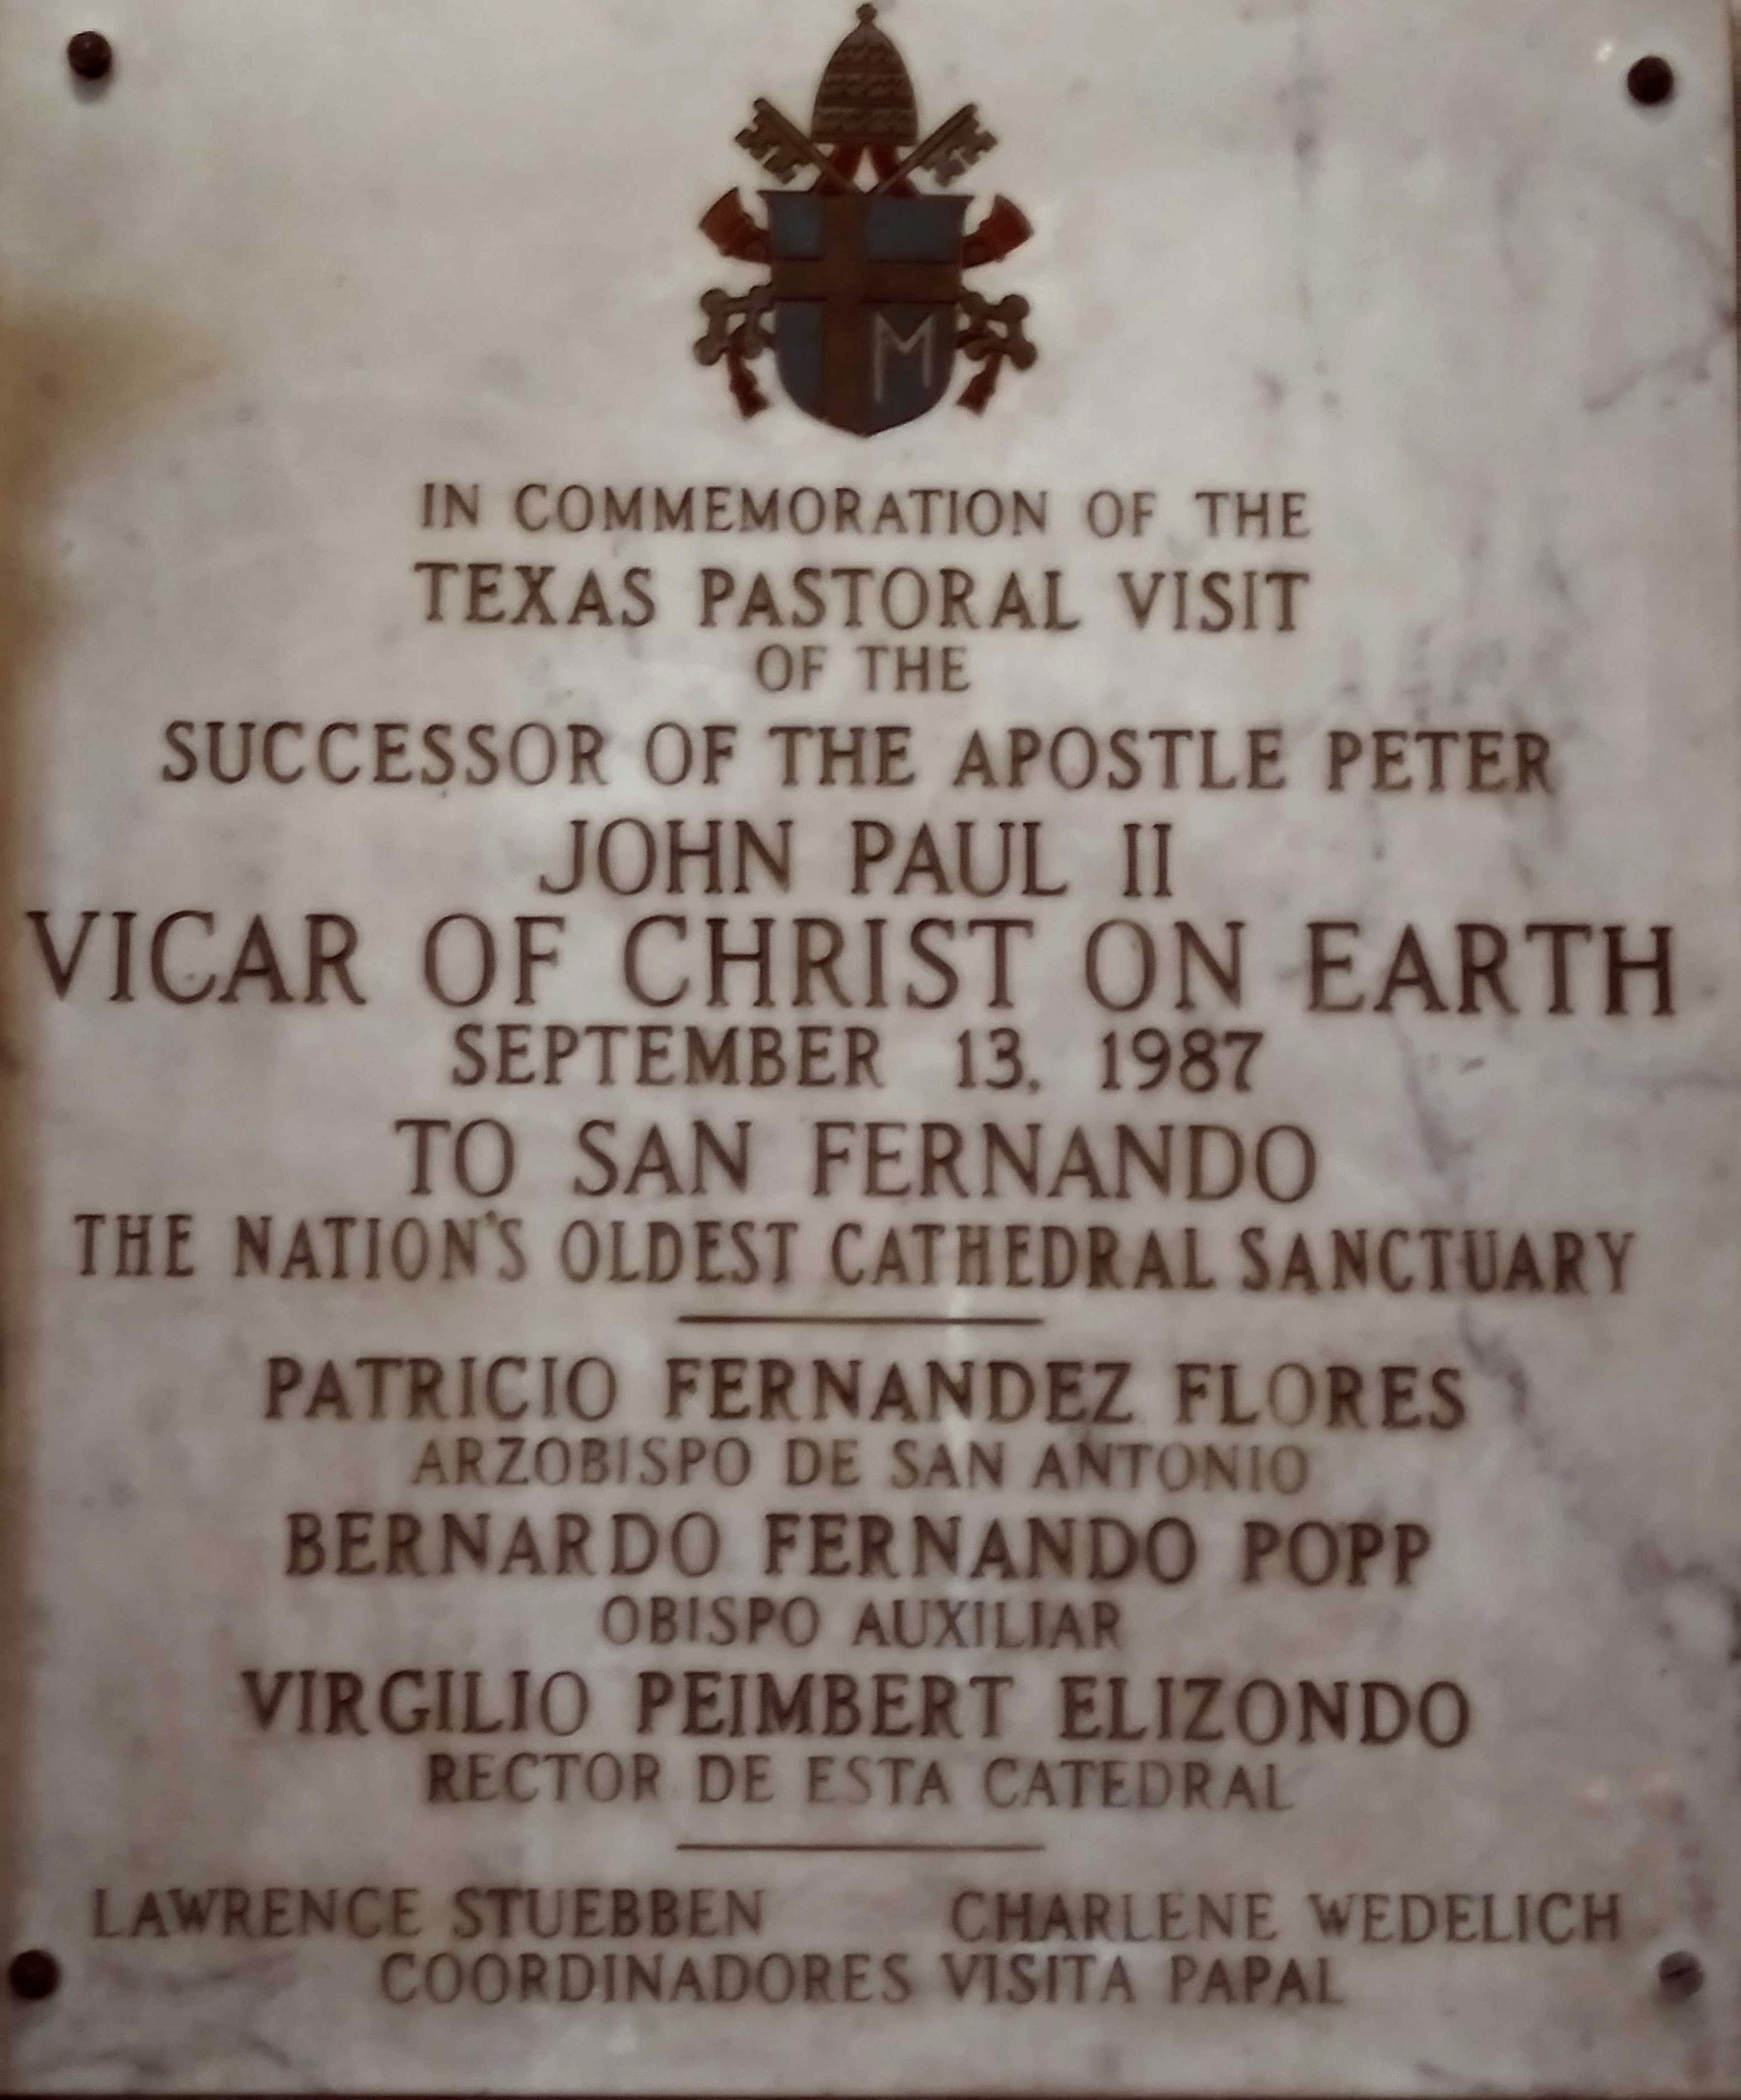 M
IN COMMEMORATION OF THE
TEXAS PASTORAL VISIT
OF THE
SUCCESSOR OF THE APOSTLE PETER
JOHN PAUL II
VICAR OF CHRIST ON EARTH
SEPTEMBER 13, 1987
TO SAN FERNANDO
THE NATION'S OLDEST CATHEDRAL SANCTUARY
PATRICIO FERNANDEZ FLORES
ARZOBISPO DE SAN ANTONIO
BERNARDO FERNANDO POPP
OBISPO AUXILIAR
VIRGILIO PEIMBERT ELIZONDO
RECTOR DE ESTA CATEDRAL
LAWRENCE STUEBBEN CHARLENE WEDELICH
COORDINADORES VISITA PAPAL